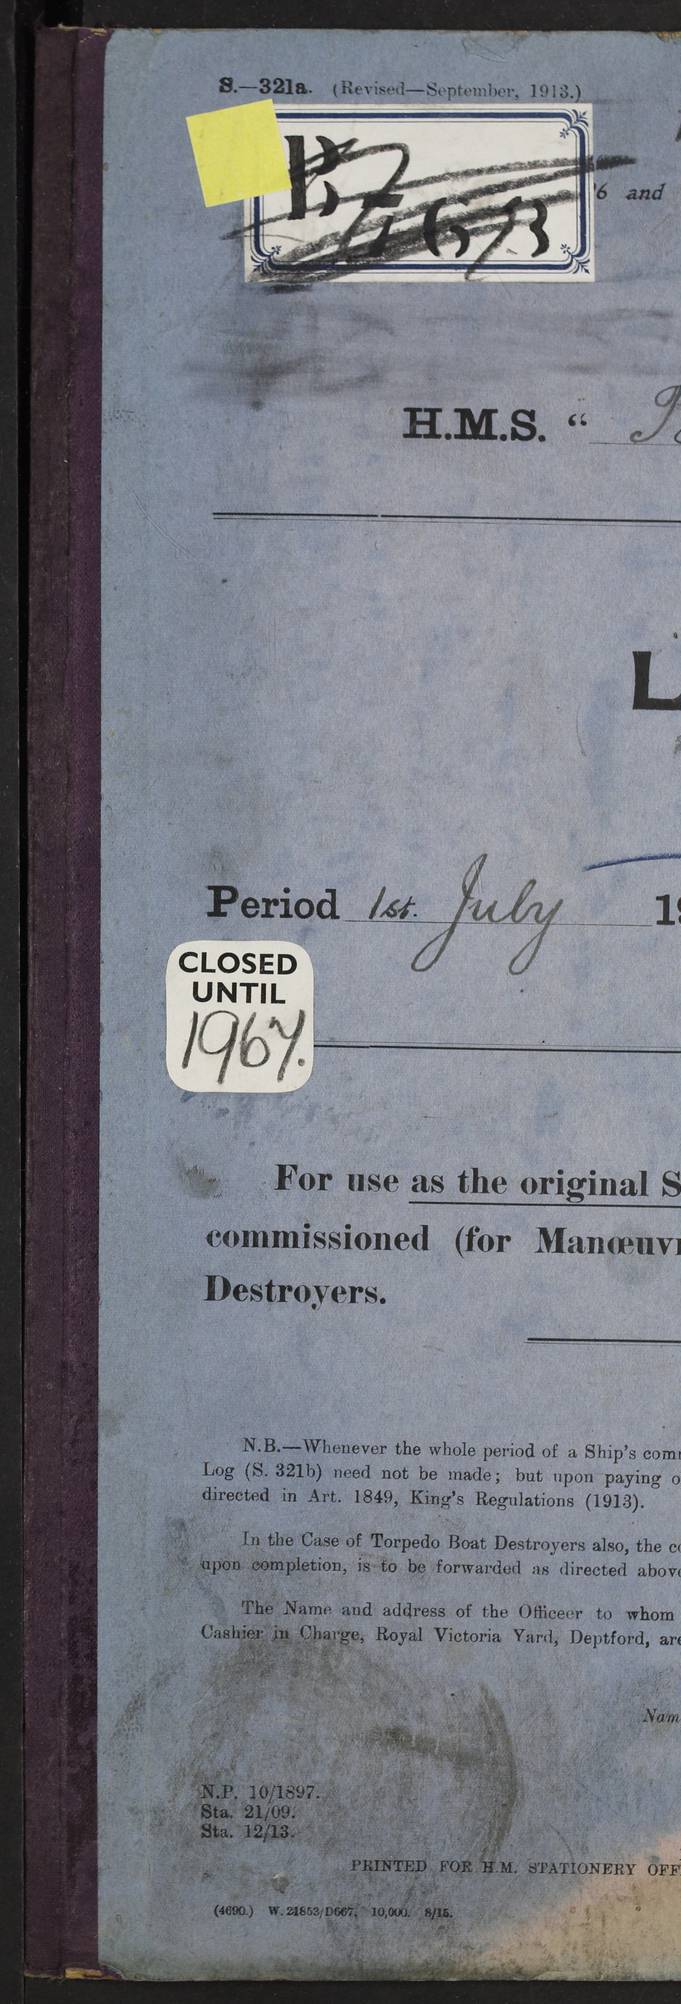 S.—321a. (Revised—September, 1913.)
6 and
H.M.S. “
Period 1st. July 19
CLOSED
UNTIL
1967.
For use as the original S
commissioned (for Manœuvr
Destroyers.
N.B.—Whenever the whole period of a Ship's comm
Log (S. 321b) need not be made; but upon paying o
directed in Art. 1849, King's Regulations (1913).
In the Case of Torpedo Boat Destroyers also, the co
upon completion, is to be forwarded as directed above
The Name and address of the Officeer to whom
Cashier in Charge, Royal Victoria Yard, Deptford, are
Nam
N.P. 10/1897.
Sta. 21/09.
Sta. 12/13.
PRINTED FOR H.M. STATIONERY OFF
(4690.) W. 21853/D667. 10,000. 8/15.